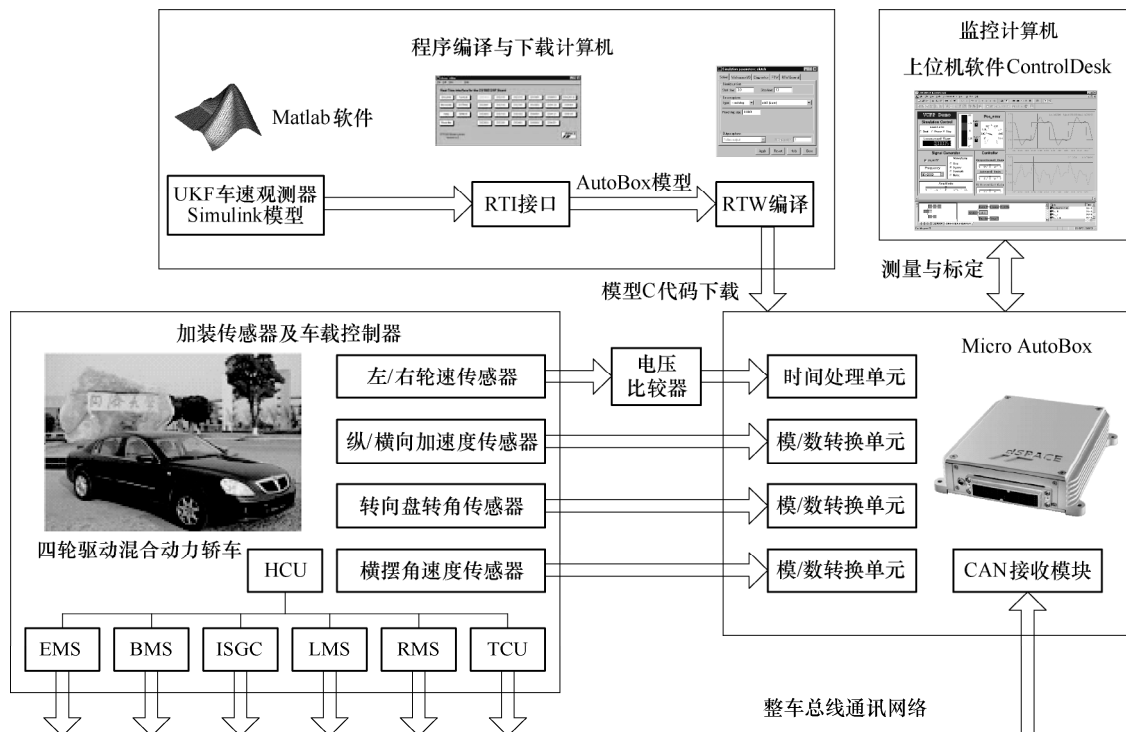 程序编译与下载计算机
Matlab软件
UKF车速观测器
Simulink模型
RTI接口
AutoBox模型
RTW编译
监控计算机
上位机软件ControlDesk
模型C代码下载
测量与标定
加装传感器及车载控制器
四轮驱动混合动力轿车
左/右轮速传感器
电压
比较器
时间处理单元
纵/横向加速度传感器
模/数转换单元
转向盘转角传感器
模/数转换单元
横摆角速度传感器
模/数转换单元
Micro AutoBox
dSPACE
CAN接收模块
HCU
EMS
BMS
ISGC
LMS
RMS
TCU
整车总线通讯网络